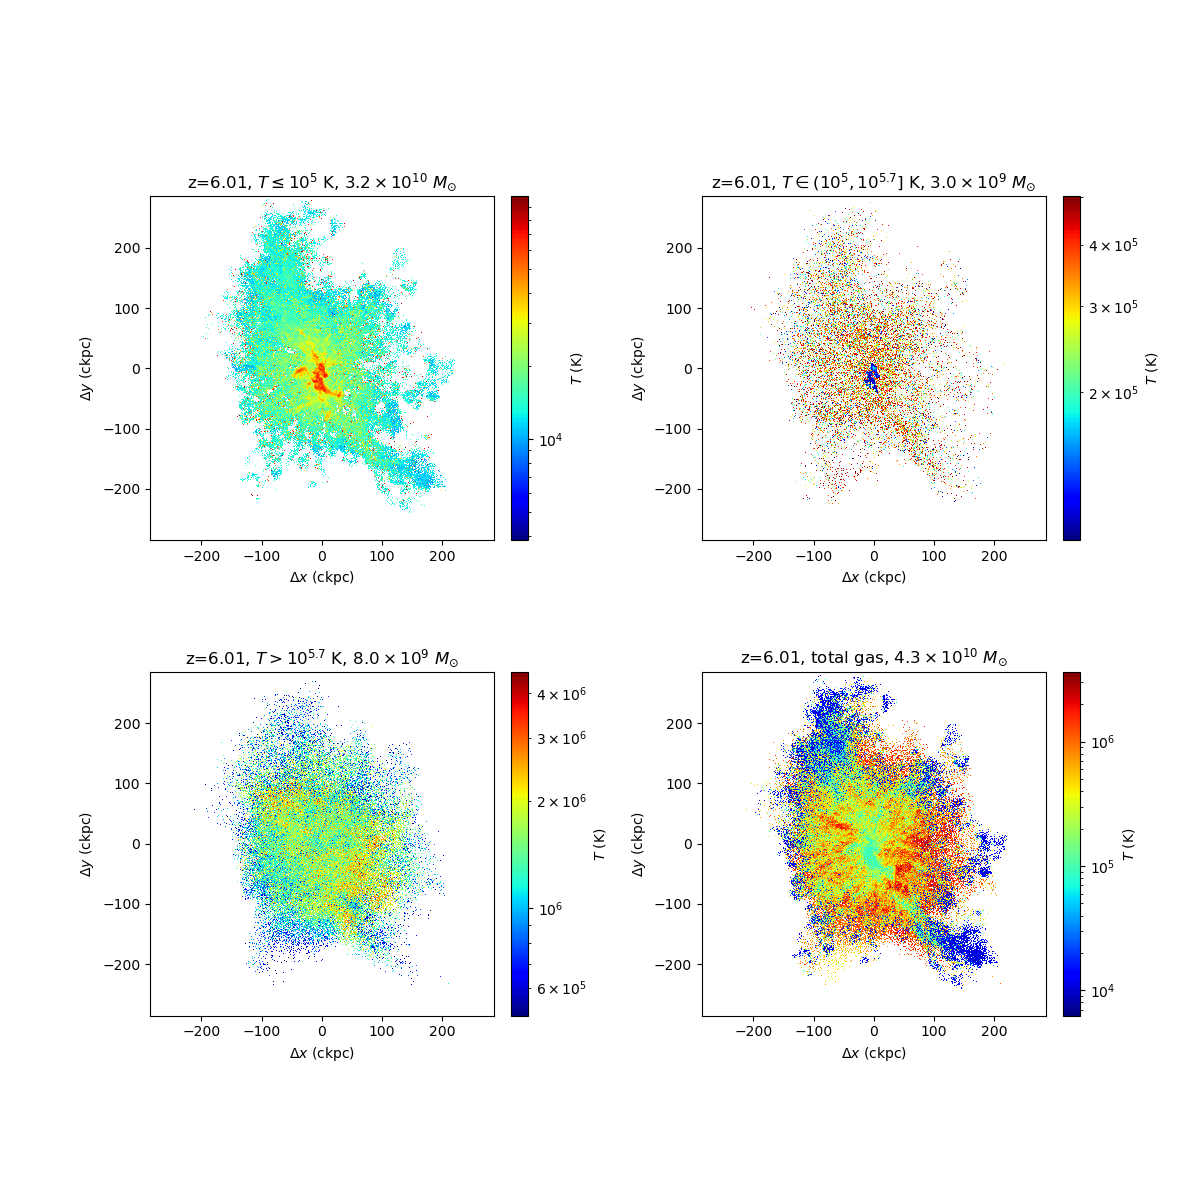 z=6.01, T ≤ 10^5 K, 3.2 × 10^10 M⊙
200
100
0
−100
−200
Δy (ckpc)
−200 −100 0 100 200
Δx (ckpc)
10^4
T (K)
z=6.01, T ∈ (10^5, 10^5.7] K, 3.0 × 10^9 M⊙
200
100
0
−100
−200
Δy (ckpc)
−200 −100 0 100 200
Δx (ckpc)
4 × 10^5
3 × 10^5
2 × 10^5
T (K)
z=6.01, T > 10^5.7 K, 8.0 × 10^9 M⊙
200
100
0
−100
−200
Δy (ckpc)
−200 −100 0 100 200
Δx (ckpc)
4 × 10^6
3 × 10^6
2 × 10^6
10^6
6 × 10^5
T (K)
z=6.01, total gas, 4.3 × 10^10 M⊙
200
100
0
−100
−200
Δy (ckpc)
−200 −100 0 100 200
Δx (ckpc)
10^6
10^5
10^4
T (K)